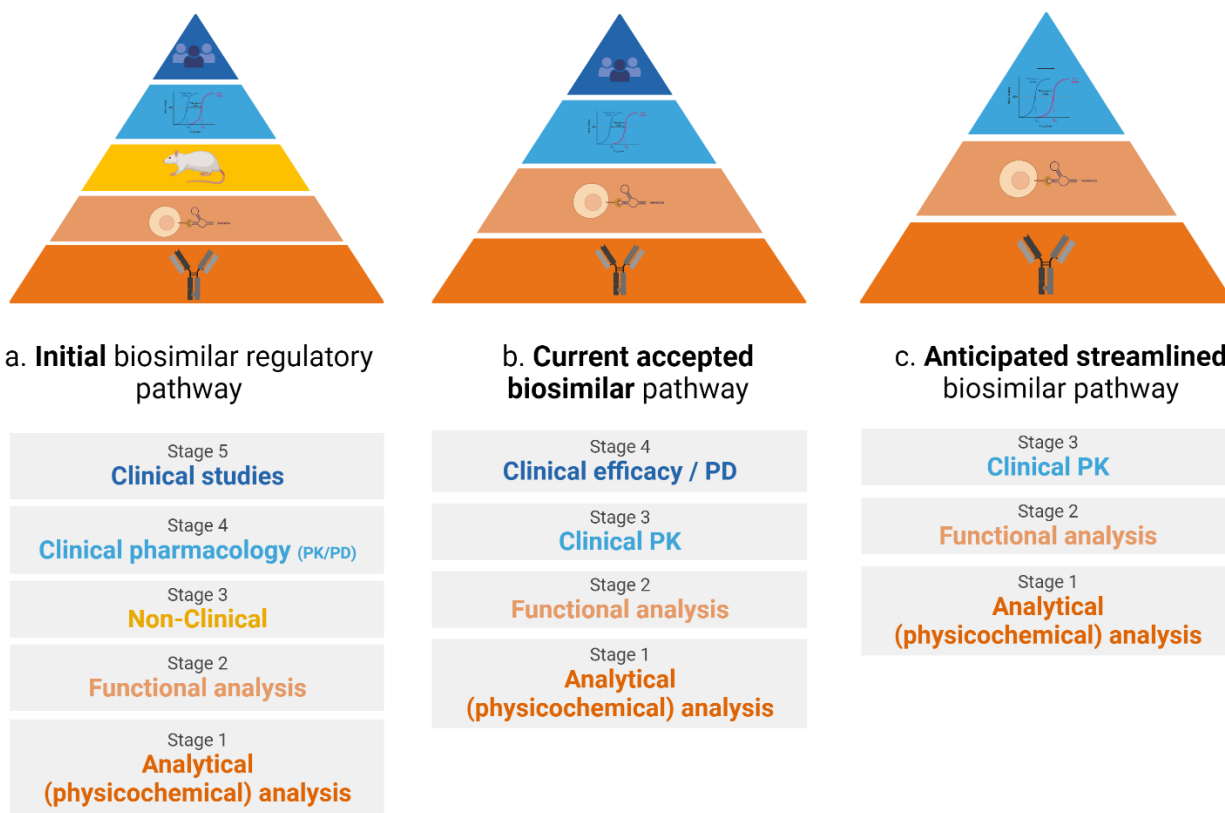 a. Initial biosimilar regulatory
pathway
Stage 5
Clinical studies
Stage 4
Clinical pharmacology (PK/PD)
Stage 3
Non-Clinical
Stage 2
Functional analysis
Stage 1
Analytical
(physicochemical) analysis
b. Current accepted
biosimilar pathway
Stage 4
Clinical efficacy / PD
Stage 3
Clinical PK
Stage 2
Functional analysis
Stage 1
Analytical
(physicochemical) analysis
c. Anticipated streamlined
biosimilar pathway
Stage 3
Clinical PK
Stage 2
Functional analysis
Stage 1
Analytical
(physicochemical) analysis